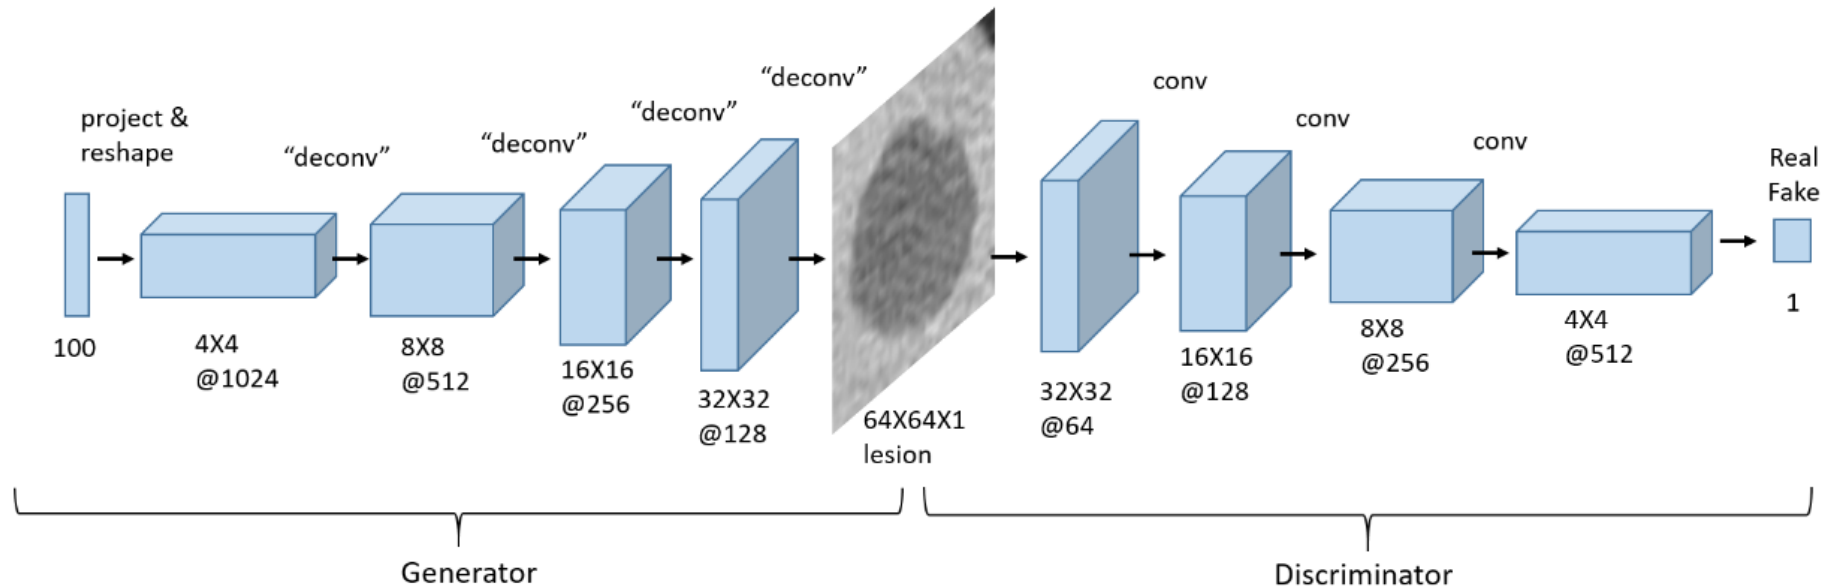 project &
reshape
“deconv”
“deconv”
“deconv”
“deconv”
conv
conv
conv
Real
Fake
100
4X4
@1024
8X8
@512
16X16
@256
32X32
@128
64X64X1
lesion
32X32
@64
16X16
@128
8X8
@256
4X4
@512
1
Generator
Discriminator